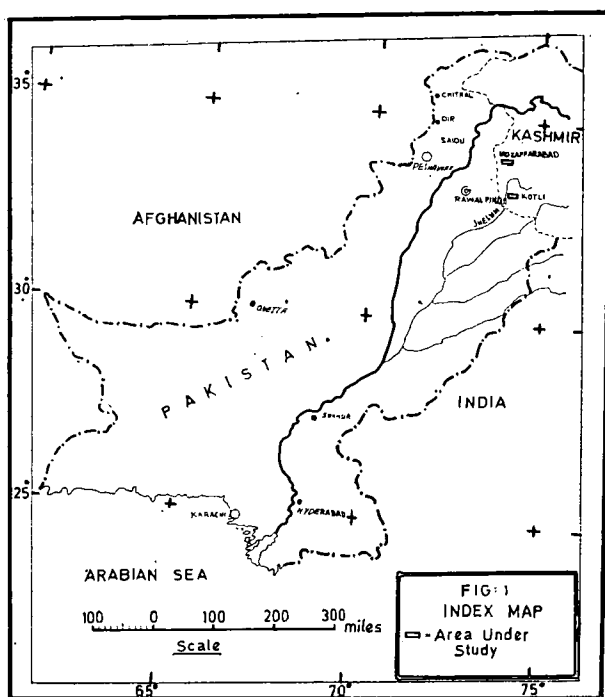 35°
CHITRAL
DIR
SAIDU
KASHMIR
MOZAFFARABAD
PESHAWAR
RAWALPINDI
KOTLI
JHELUM
AFGHANISTAN
30°
QUETTA
PAKISTAN.
INDIA
SUKKUR
25°
KARACHI
HYDERABAD
ARABIAN SEA
100 0 100 200 300 miles
Scale
FIG: 1
INDEX MAP
- Area Under
Study
65° 70° 75°